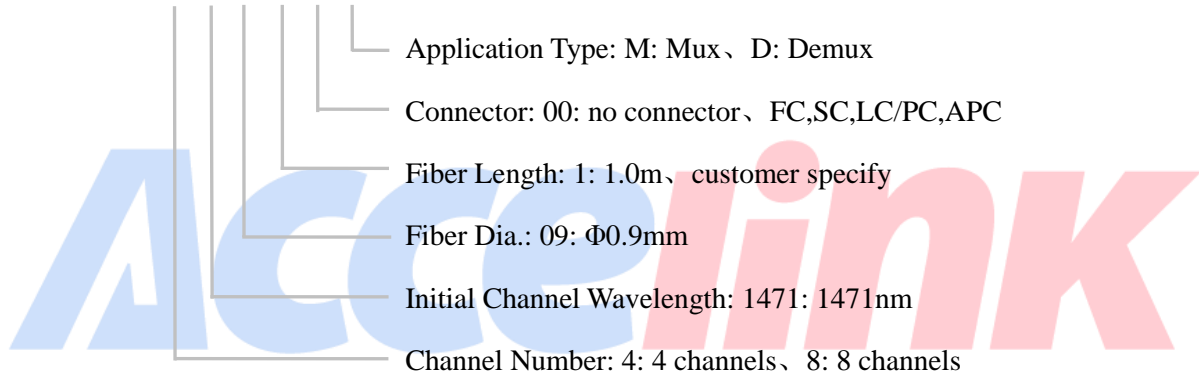 Application Type: M: Mux、D: Demux
Connector: 00: no connector、FC,SC,LC/PC,APC
Fiber Length: 1: 1.0m、customer specify
Fiber Dia.: 09: Φ0.9mm
Initial Channel Wavelength: 1471: 1471nm
Channel Number: 4: 4 channels、8: 8 channels
Accelink